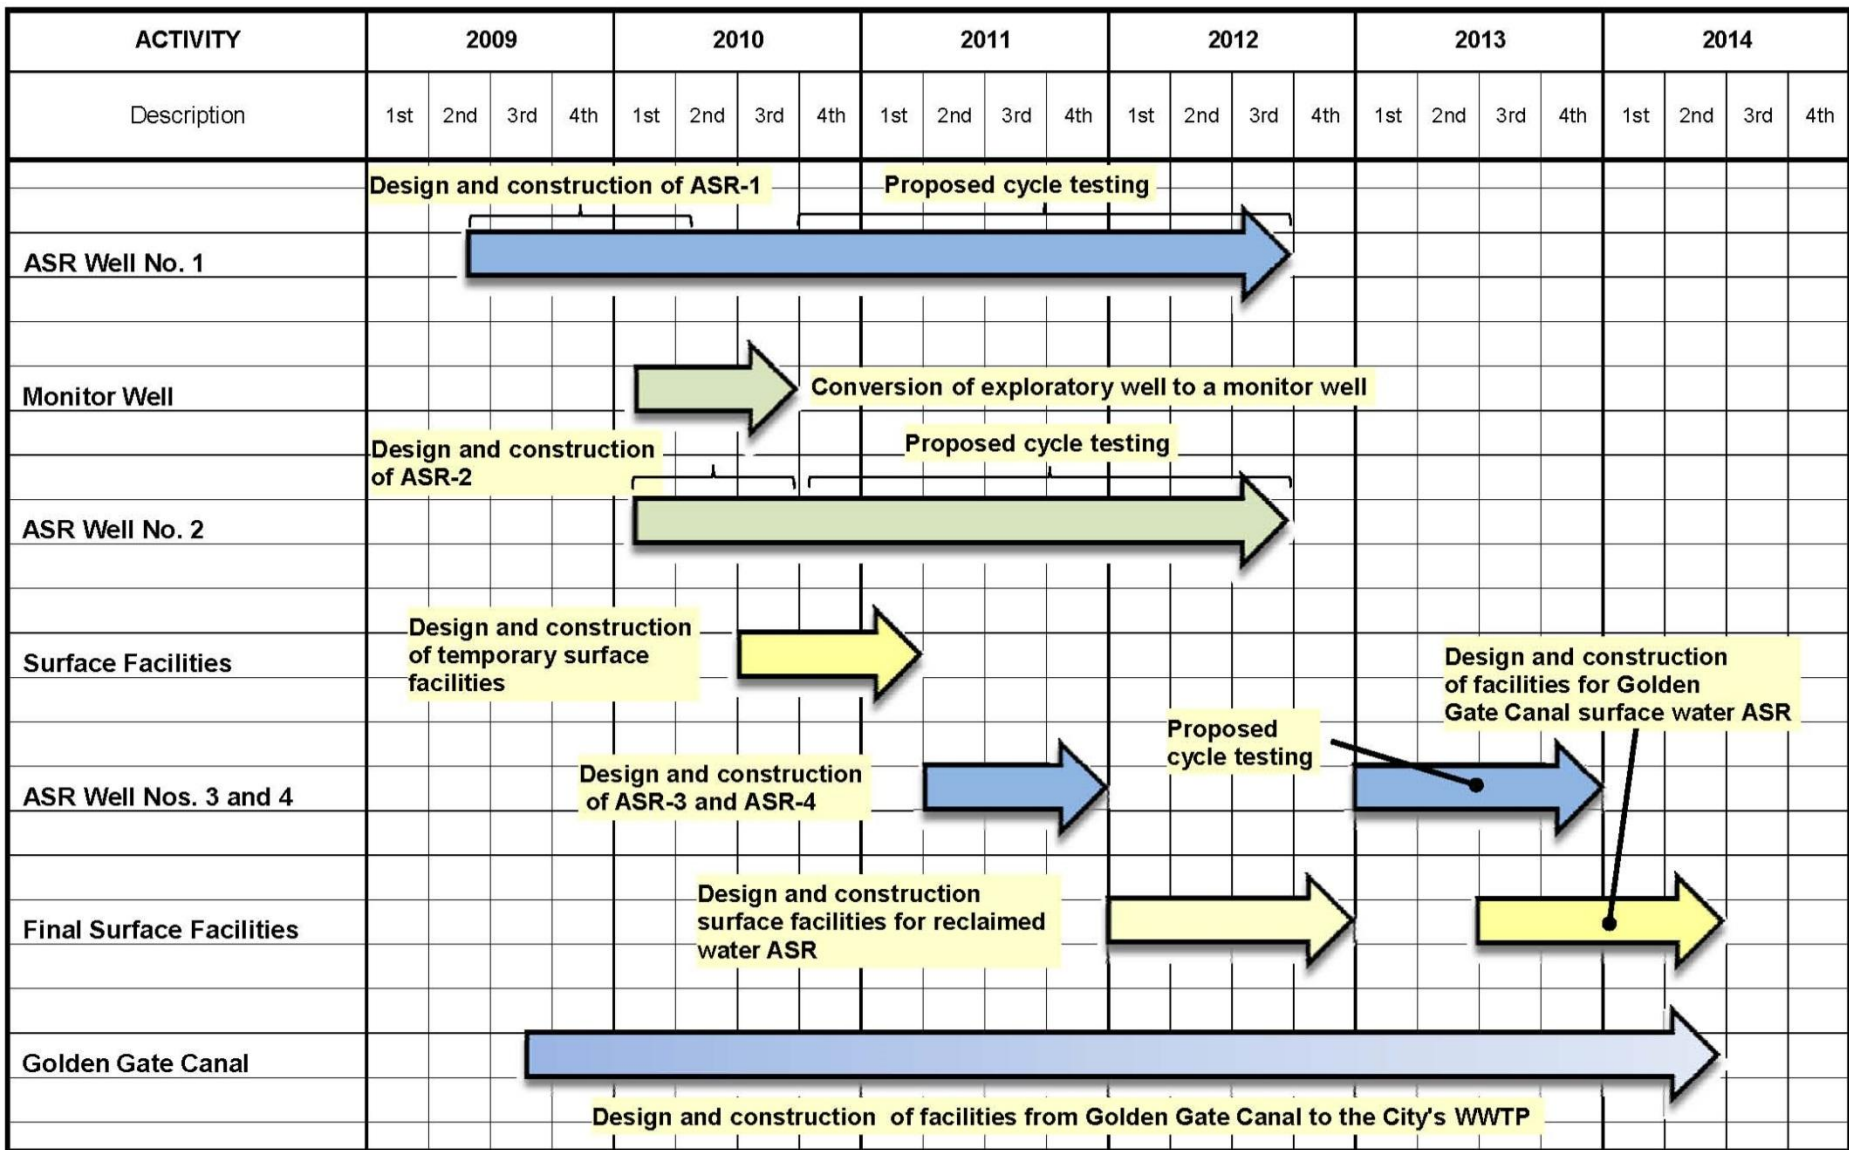 ACTIVITY 2009 2010 2011 2012 2013 2014
Description 1st 2nd 3rd 4th 1st 2nd 3rd 4th 1st 2nd 3rd 4th 1st 2nd 3rd 4th 1st 2nd 3rd 4th 1st 2nd 3rd 4th
Design and construction of ASR-1
Proposed cycle testing
ASR Well No. 1
Monitor Well
Conversion of exploratory well to a monitor well
Design and construction
of ASR-2
Proposed cycle testing
ASR Well No. 2
Surface Facilities
Design and construction
of temporary surface
facilities
Design and construction
of facilities for Golden
Gate Canal surface water ASR
ASR Well Nos. 3 and 4
Design and construction
of ASR-3 and ASR-4
Proposed
cycle testing
Final Surface Facilities
Design and construction
surface facilities for reclaimed
water ASR
Golden Gate Canal
Design and construction of facilities from Golden Gate Canal to the City's WWTP